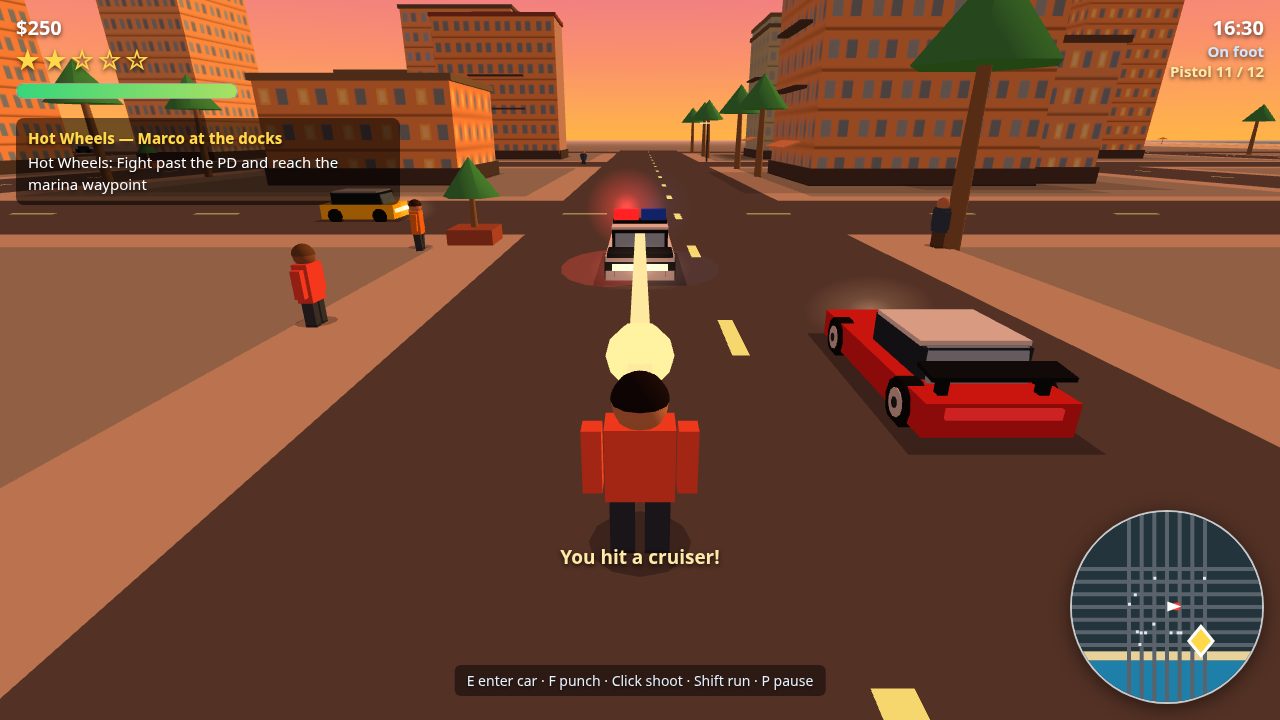 $250
16:30
On foot
Pistol 11 / 12
Hot Wheels — Marco at the docks
Hot Wheels: Fight past the PD and reach the
marina waypoint
You hit a cruiser!
E enter car · F punch · Click shoot · Shift run · P pause